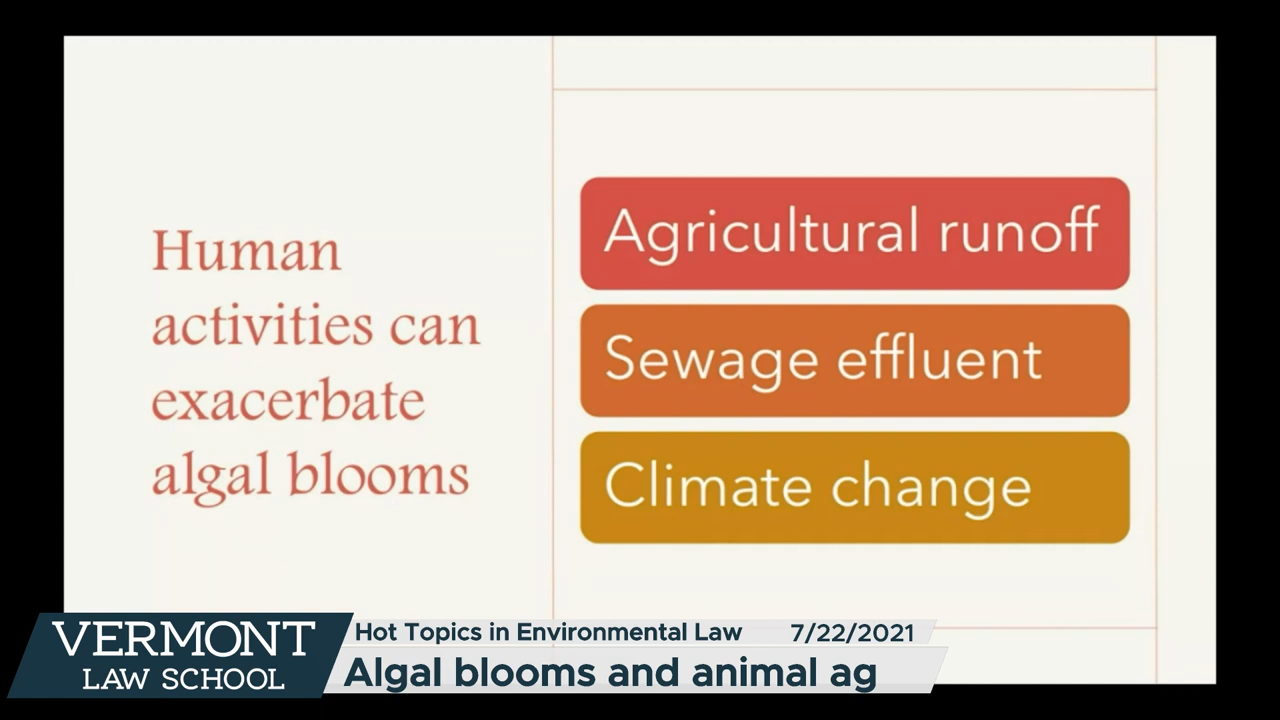 Human
activities can
exacerbate
algal blooms
Agricultural runoff
Sewage effluent
Climate change
VERMONT
LAW SCHOOL
Hot Topics in Environmental Law 7/22/2021
Algal blooms and animal ag